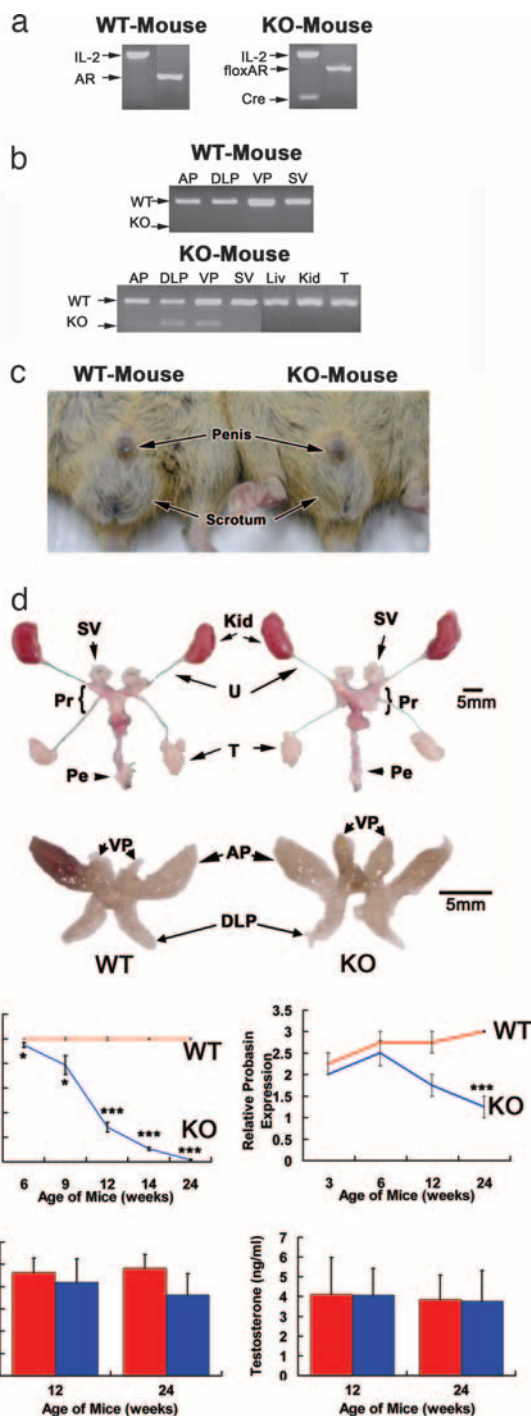 a
WT-Mouse KO-Mouse
IL-2 IL-2
AR floxAR
Cre
b
WT-Mouse
AP DLP VP SV
WT
KO
KO-Mouse
AP DLP VP SV Liv Kid T
WT
KO
c
WT-Mouse KO-Mouse
Penis
Scrotum
d
SV Kid SV
U
Pr Pr
5mm
T
Pe Pe
VP VP
AP
5mm
DLP
WT KO
WT
KO
* * *** *** ***
6 9 12 14 24
Age of Mice (weeks)
Relative Probasin Expression
3.5
3
2.5
2
1.5
1
0.5
0
WT
***
KO
3 6 12 24
Age of Mice (weeks)
12 24
Age of Mice (weeks)
Testosterone (ng/ml)
7
6
5
4
3
2
1
0
12 24
Age of Mice (weeks)